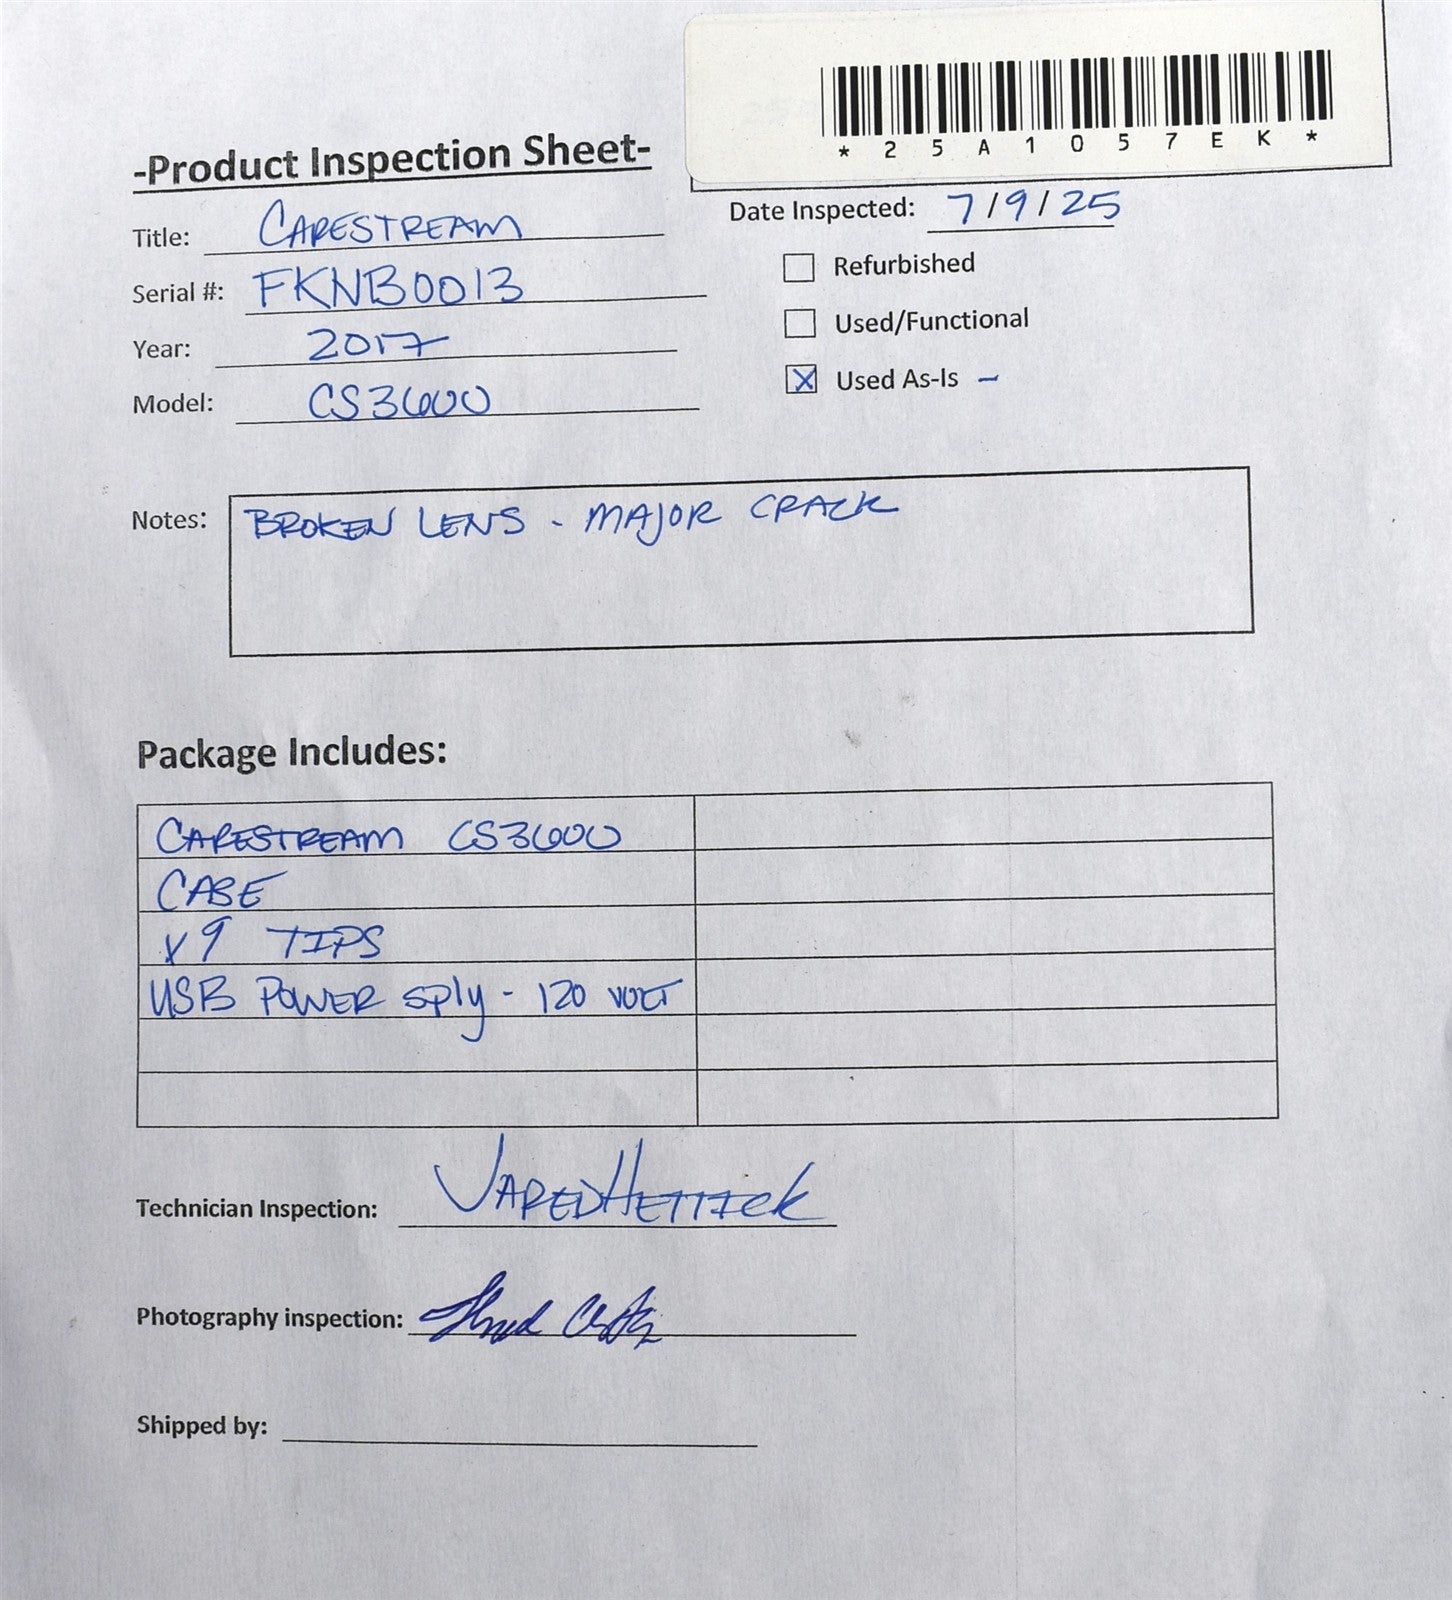 *25A1057EK*
-Product Inspection Sheet-
Title: CARESTREAM
Date Inspected: 7/9/25
Serial #: FKNB0013
Refurbished
Year: 2017
Used/Functional
Model: CS3600
X Used As-Is -
Notes: BROKEN LENS - MAJOR CRACK
Package Includes:
CARESTREAM CS3600
CASE
x9 TIPS
USB POWER sply - 120 VOLT
Technician Inspection: JARED HETTICK
Photography inspection:
Shipped by: